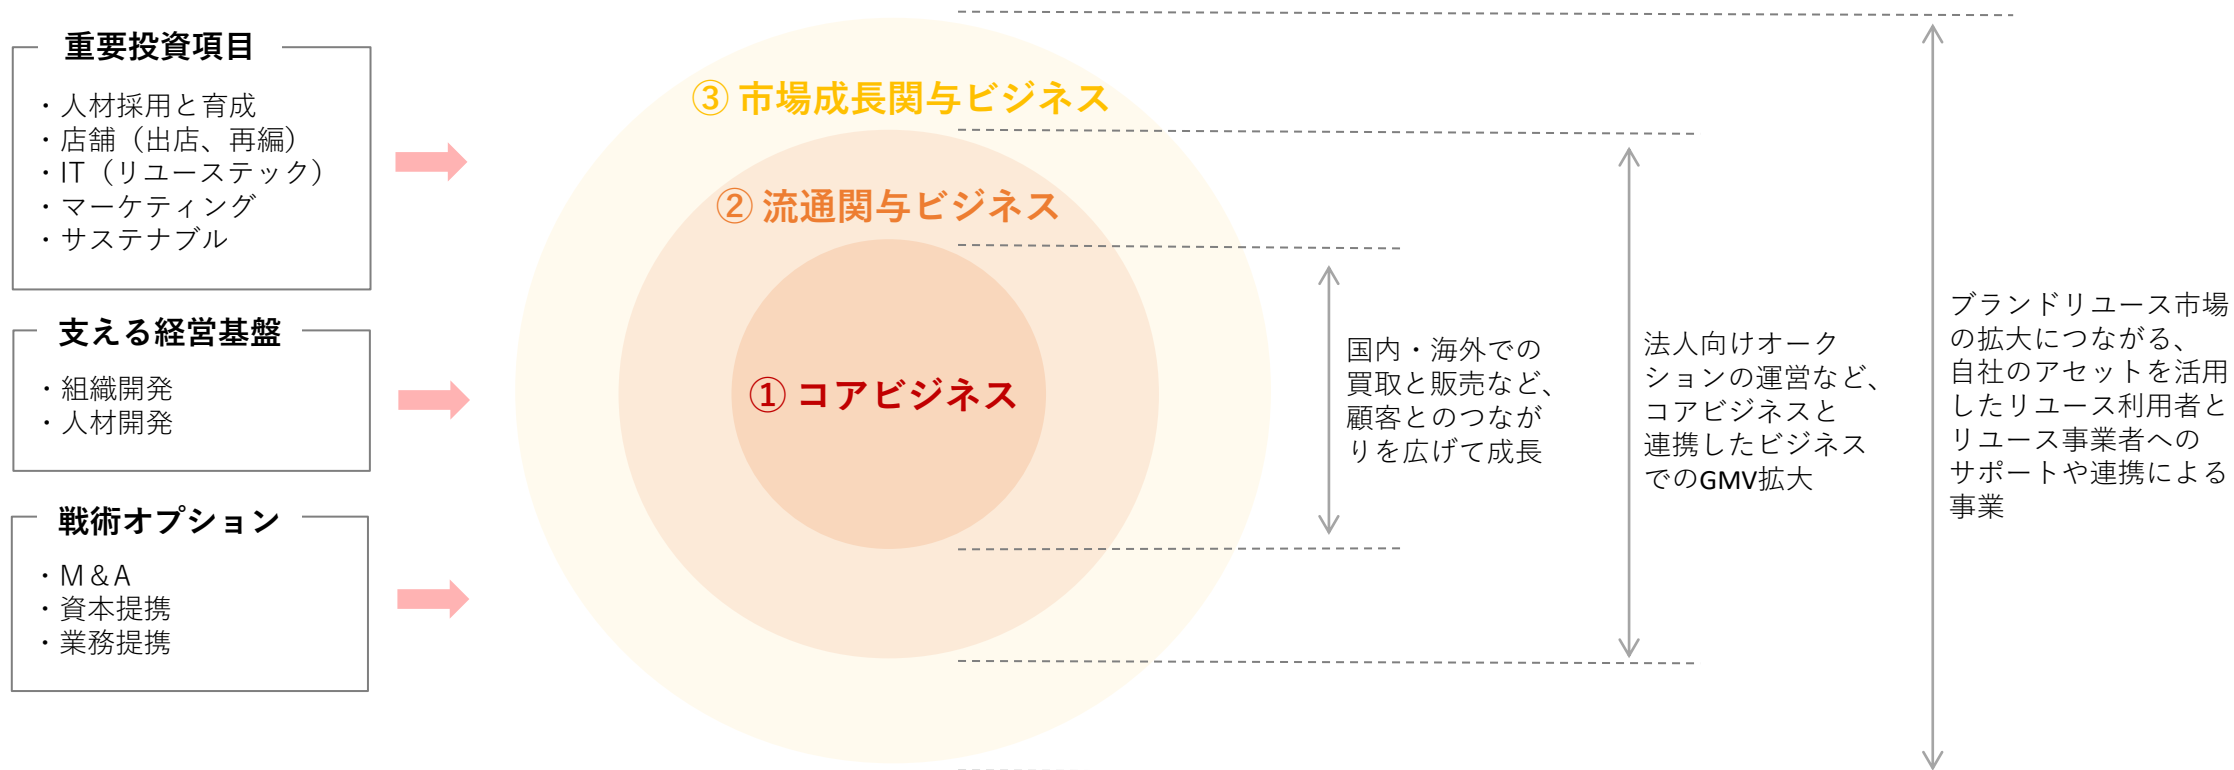 重要投資項目
・人材採用と育成
・店舗（出店、再編）
・IT（リユーステック）
・マーケティング
・サステナブル
支える経営基盤
・組織開発
・人材開発
戦術オプション
・M＆A
・資本提携
・業務提携
③ 市場成長関与ビジネス
② 流通関与ビジネス
① コアビジネス
国内・海外での
買取と販売など、
顧客とのつなが
りを広げて成長
法人向けオーク
ションの運営など、
コアビジネスと
連携したビジネス
でのGMV拡大
ブランドリユース市場
の拡大につながる、
自社のアセットを活用
したリユース利用者と
リユース事業者への
サポートや連携による
事業